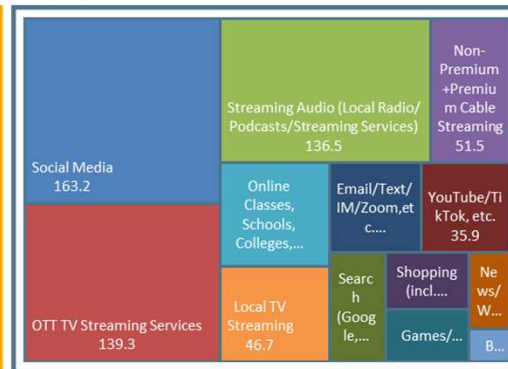 Social Media
163.2
OTT TV Streaming Services
139.3
Streaming Audio (Local Radio/
Podcasts/Streaming Services)
136.5
Non-
Premium
+Premiu
m Cable
Streaming
51.5
Online
Classes,
Schools,
Colleges,...
Email/Text/
IM/Zoom,et
c....
YouTube/Ti
kTok, etc.
35.9
Local TV
Streaming
46.7
Searc
h
(Goog
le,...
Shopping
(incl....
Ne
ws/
W...
Games/...
B...